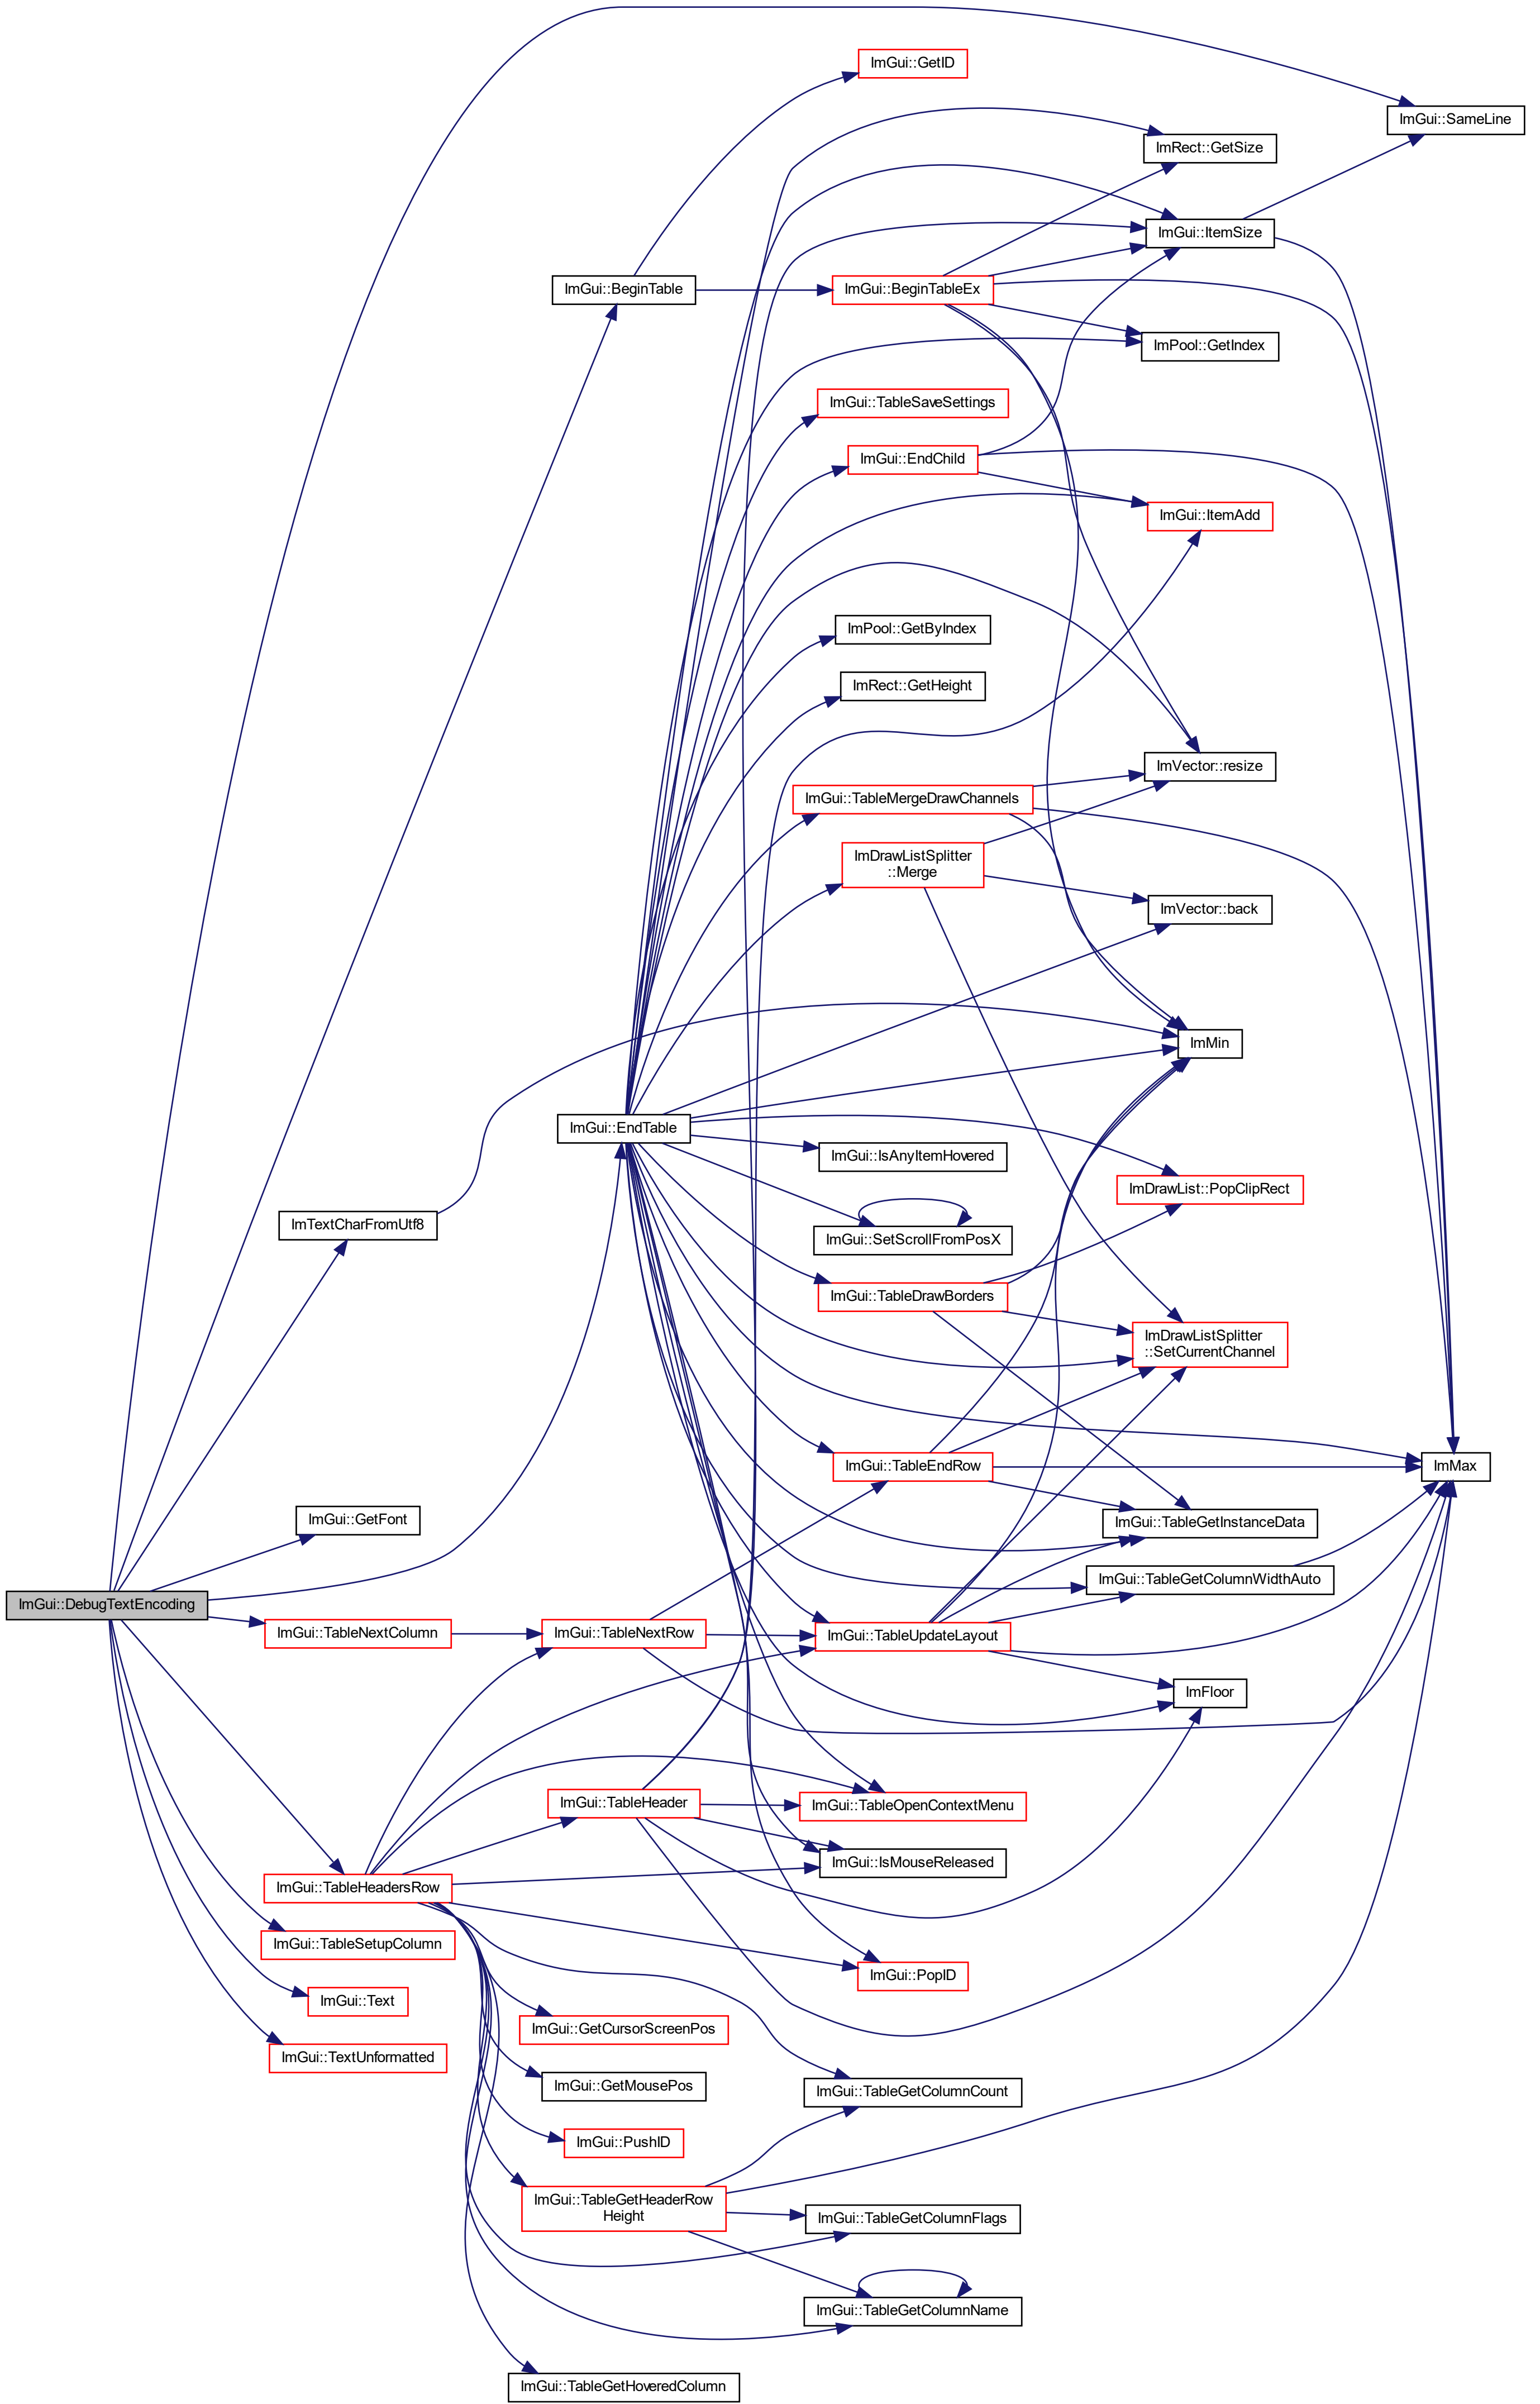 ImGui::GetID
ImGui::SameLine
ImRect::GetSize
ImGui::ItemSize
ImGui::BeginTable
ImGui::BeginTableEx
ImPool::GetIndex
ImGui::TableSaveSettings
ImGui::EndChild
ImGui::ItemAdd
ImPool::GetByIndex
ImRect::GetHeight
ImVector::resize
ImGui::TableMergeDrawChannels
ImDrawListSplitter
::Merge
ImVector::back
ImMin
ImGui::EndTable
ImGui::IsAnyItemHovered
ImDrawList::PopClipRect
ImTextCharFromUtf8
ImGui::SetScrollFromPosX
ImGui::TableDrawBorders
ImDrawListSplitter
::SetCurrentChannel
ImGui::TableEndRow
ImMax
ImGui::GetFont
ImGui::TableGetInstanceData
ImGui::TableGetColumnWidthAuto
ImGui::DebugTextEncoding
ImGui::TableNextColumn
ImGui::TableNextRow
ImGui::TableUpdateLayout
ImFloor
ImGui::TableHeader
ImGui::TableOpenContextMenu
ImGui::IsMouseReleased
ImGui::TableHeadersRow
ImGui::TableSetupColumn
ImGui::PopID
ImGui::Text
ImGui::GetCursorScreenPos
ImGui::TextUnformatted
ImGui::GetMousePos
ImGui::TableGetColumnCount
ImGui::PushID
ImGui::TableGetHeaderRow
Height
ImGui::TableGetColumnFlags
ImGui::TableGetColumnName
ImGui::TableGetHoveredColumn